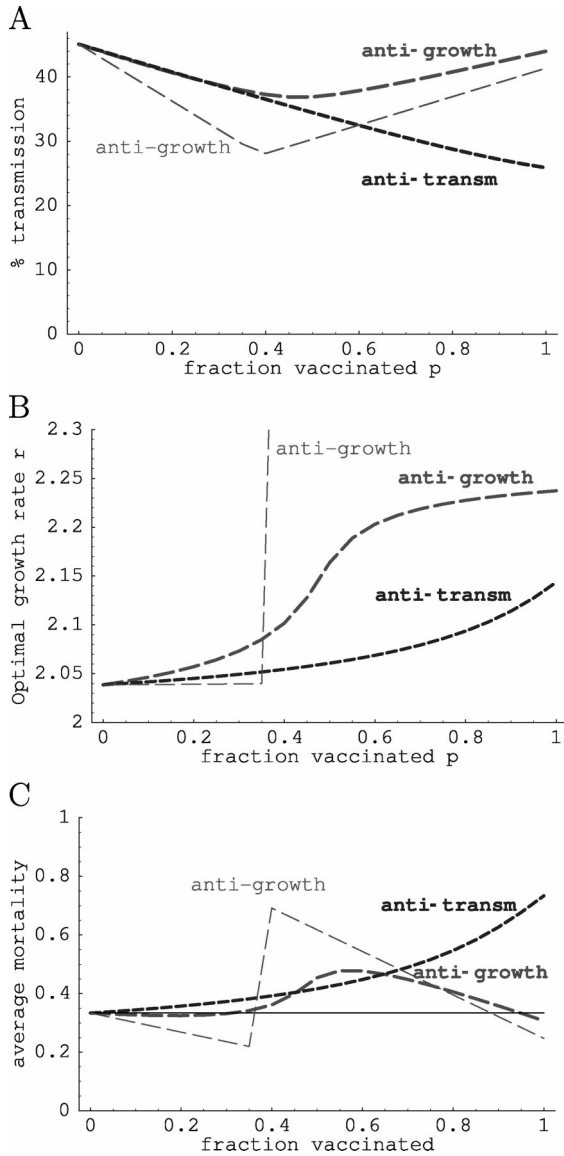 A
anti-growth
40
30
anti-growth
anti-transm
20
10
0
% transmission
0 0.2 0.4 0.6 0.8 1
fraction vaccinated p
B
2.3
anti-growth
2.25
anti-growth
2.2
2.15
anti-transm
2.1
2.05
2
Optimal growth rate r
0 0.2 0.4 0.6 0.8 1
fraction vaccinated p
C
1
0.8
anti-growth
anti-transm
0.6
anti-growth
0.4
0.2
0
average mortality
0 0.2 0.4 0.6 0.8 1
fraction vaccinated